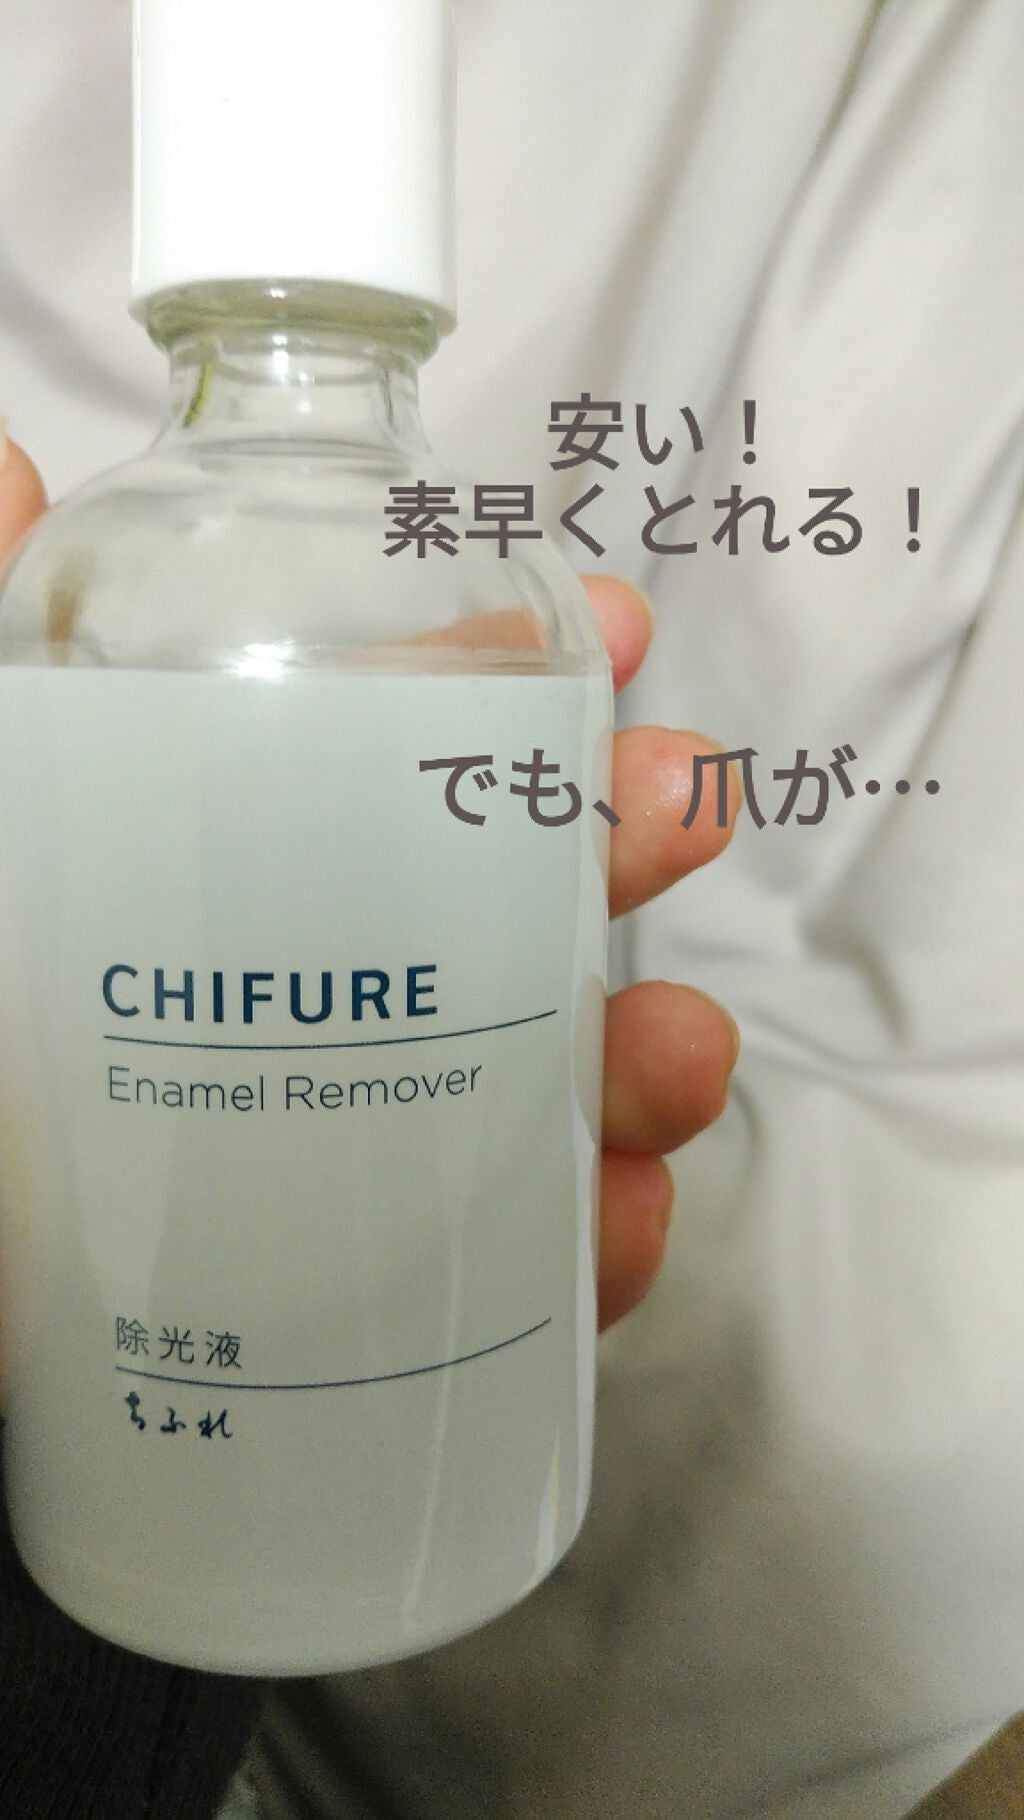 安い！
素早くとれる！
でも、爪が…
CHIFURE
Enamel Remover
除光液
ちふれ